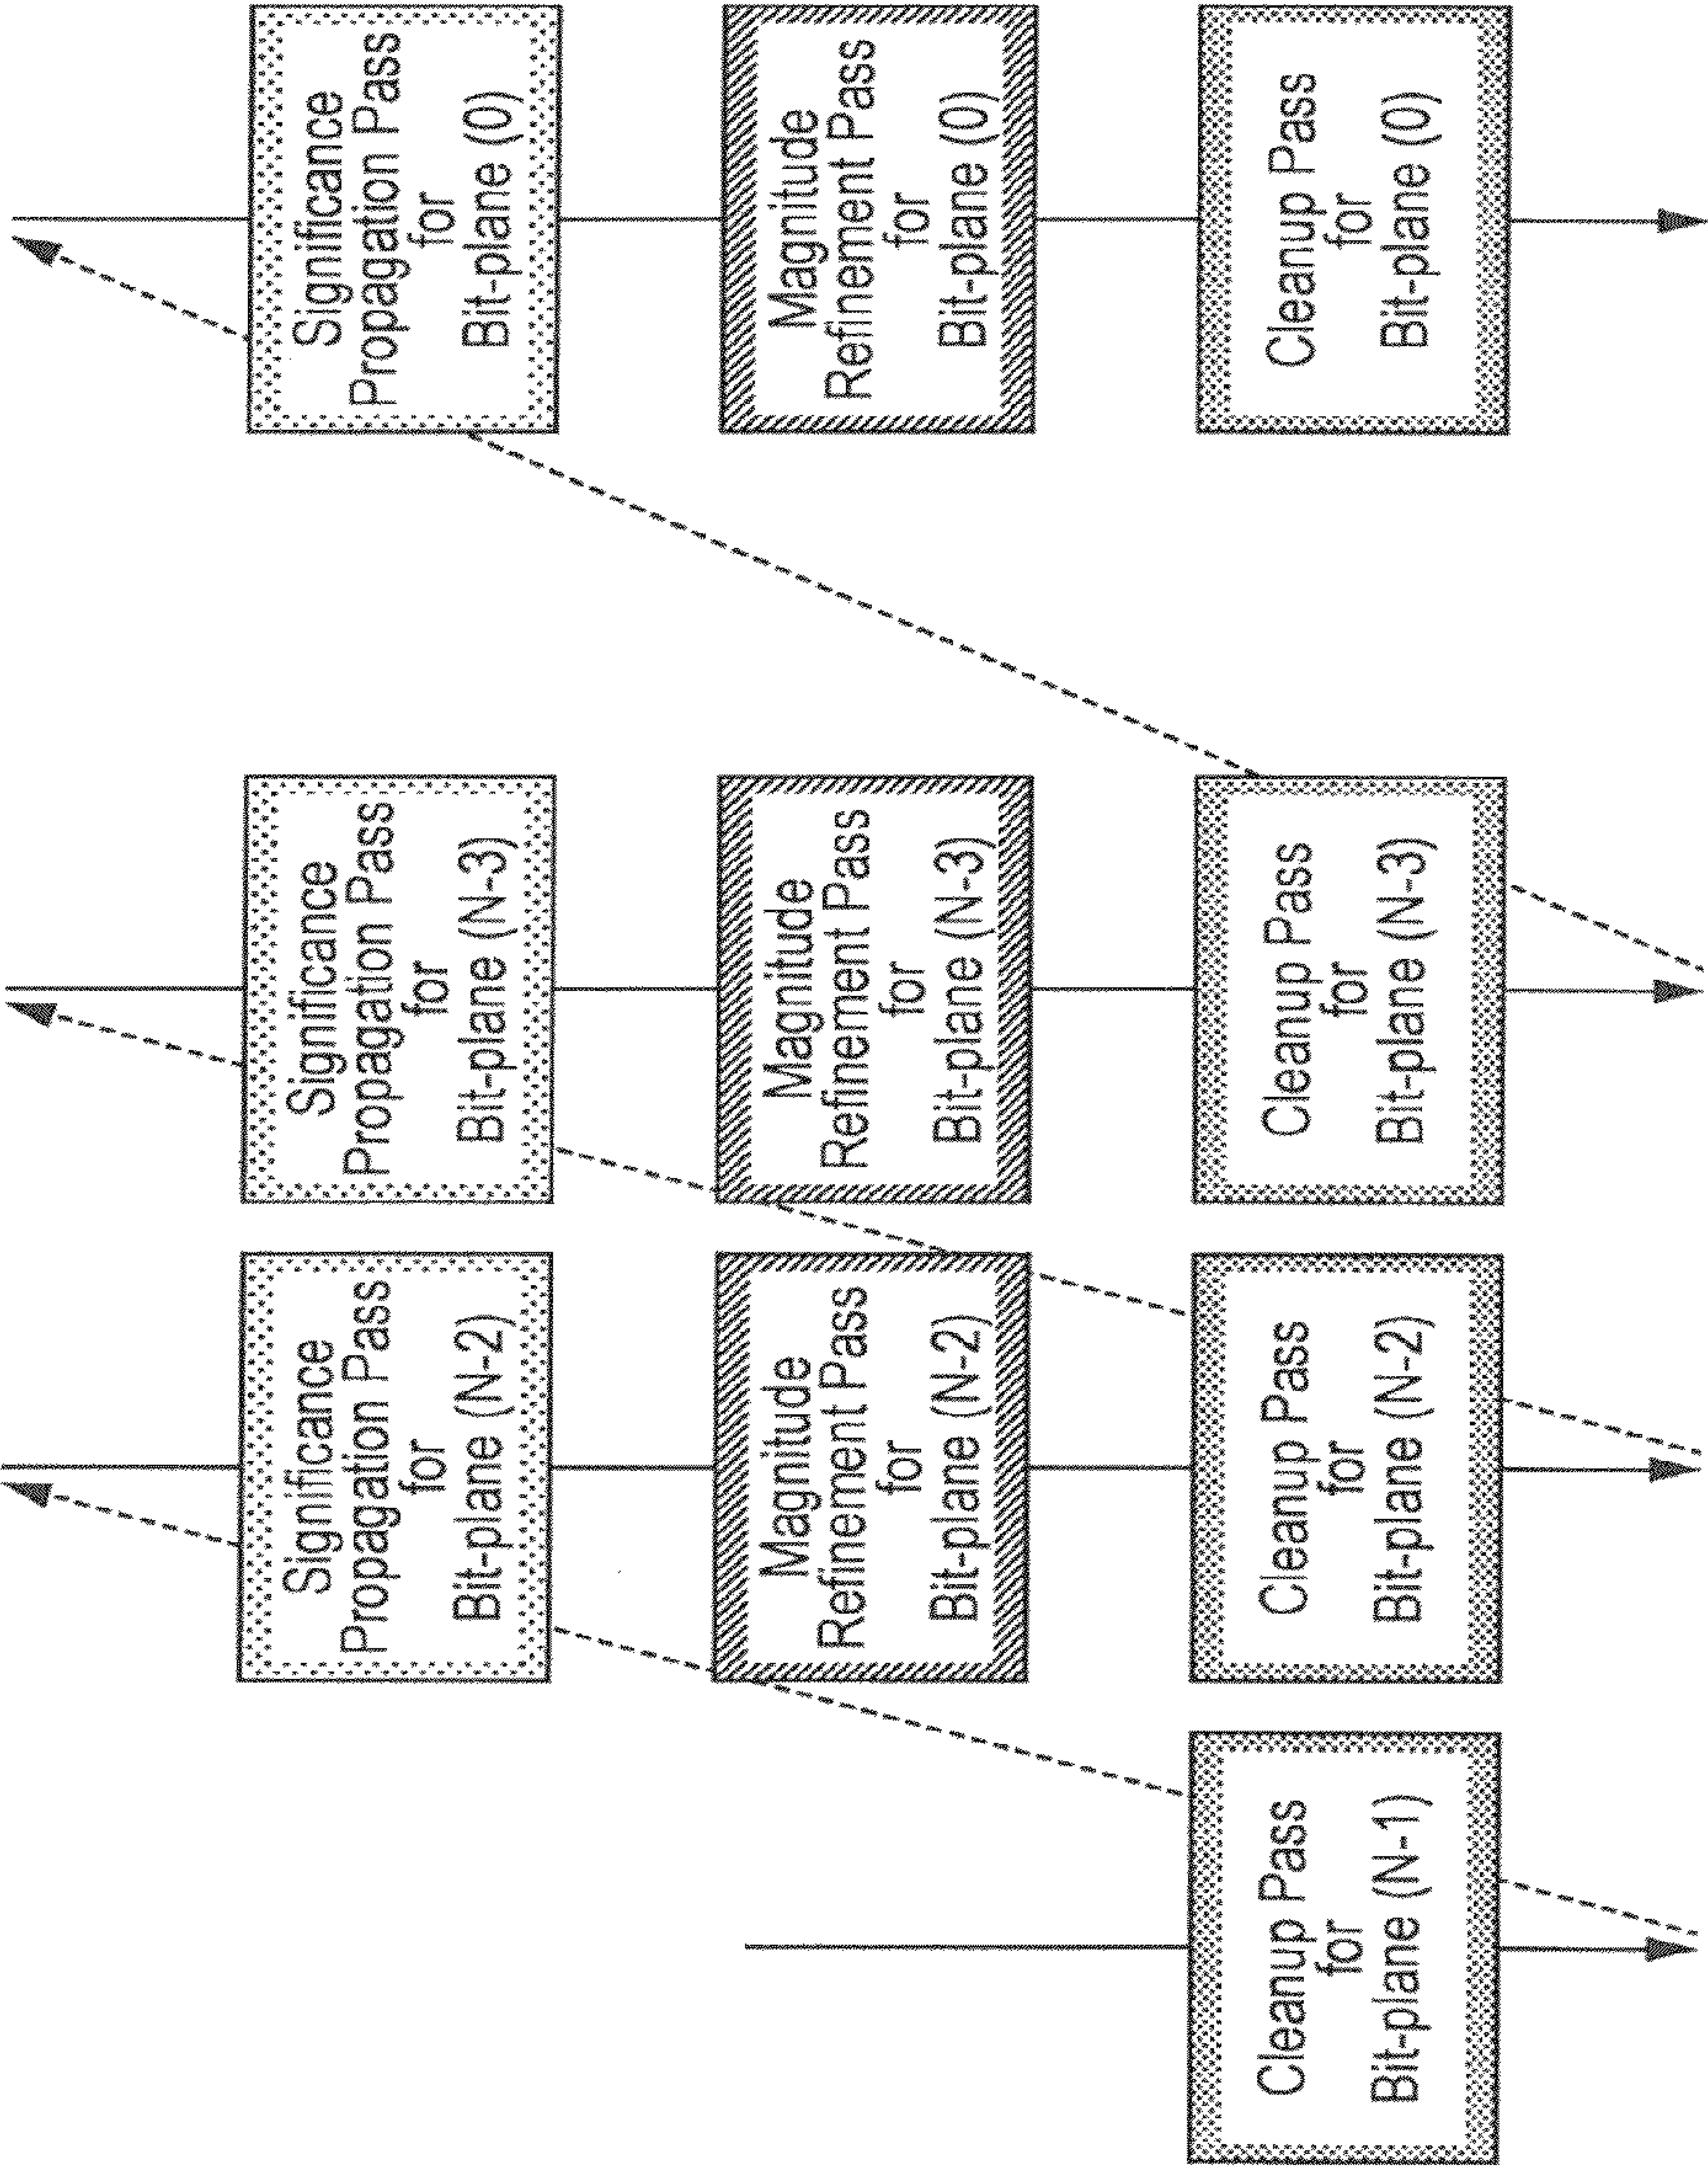 Significance
Propagation Pass
for
Bit-plane (N-2)
Significance
Propagation Pass
for
Bit-plane (N-3)
Significance
Propagation Pass
for
Bit-plane (0)
Magnitude
Refinement Pass
for
Bit-plane (N-2)
Magnitude
Refinement Pass
for
Bit-plane (N-3)
Magnitude
Refinement Pass
for
Bit-plane (0)
Cleanup Pass
for
Bit-plane (N-1)
Cleanup Pass
for
Bit-plane (N-2)
Cleanup Pass
for
Bit-plane (N-3)
Cleanup Pass
for
Bit-plane (0)